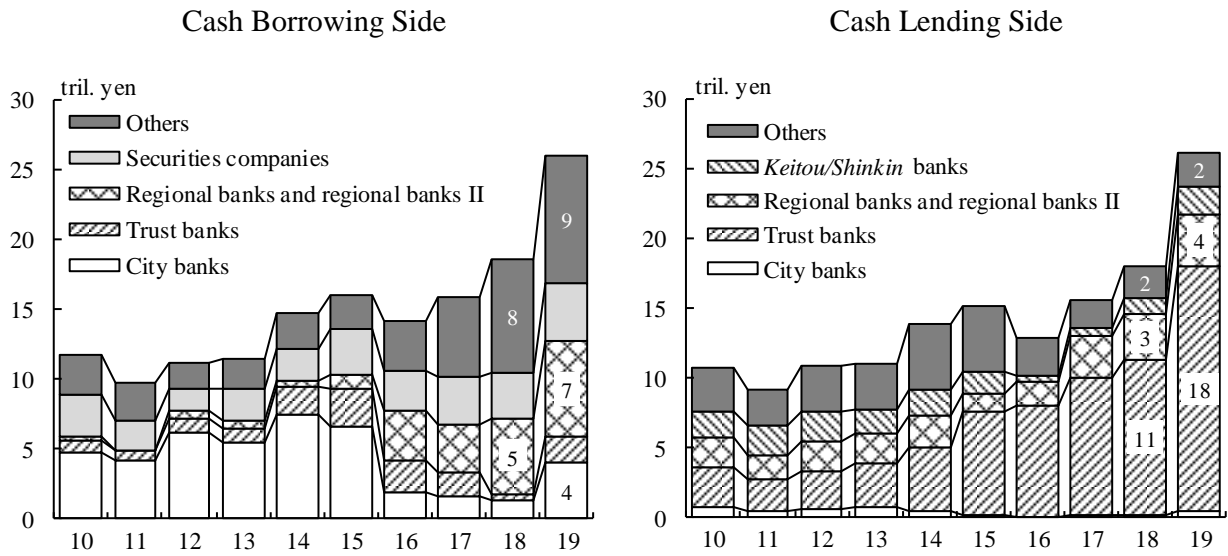 Cash Borrowing Side
tril. yen
30
25
20
15
10
5
0
Others
Securities companies
Regional banks and regional banks II
Trust banks
City banks
9
8
7
5
4
10 11 12 13 14 15 16 17 18 19
Cash Lending Side
tril. yen
30
25
20
15
10
5
0
Others
Keitou/Shinkin banks
Regional banks and regional banks II
Trust banks
City banks
2
4
2
3
18
11
10 11 12 13 14 15 16 17 18 19